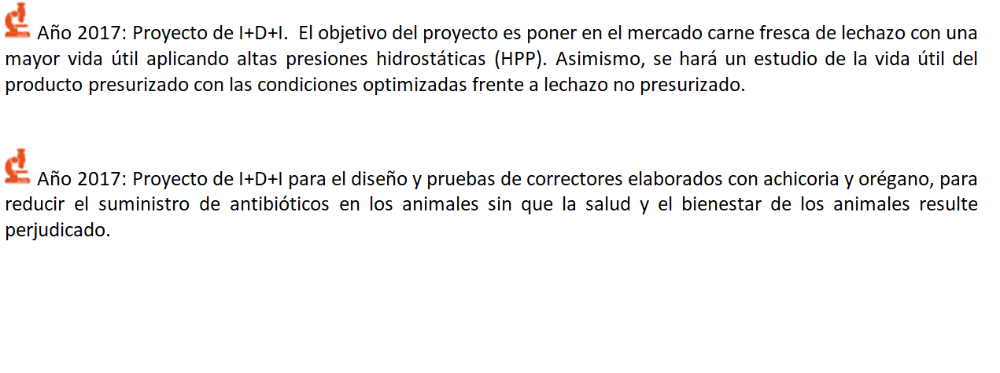 Año 2017: Proyecto de I+D+I. El objetivo del proyecto es poner en el mercado carne fresca de lechazo con una
mayor vida útil aplicando altas presiones hidrostáticas (HPP). Asimismo, se hará un estudio de la vida útil del
producto presurizado con las condiciones optimizadas frente a lechazo no presurizado.
Año 2017: Proyecto de I+D+I para el diseño y pruebas de correctores elaborados con achicoria y orégano, para
reducir el suministro de antibióticos en los animales sin que la salud y el bienestar de los animales resulte
perjudicado.